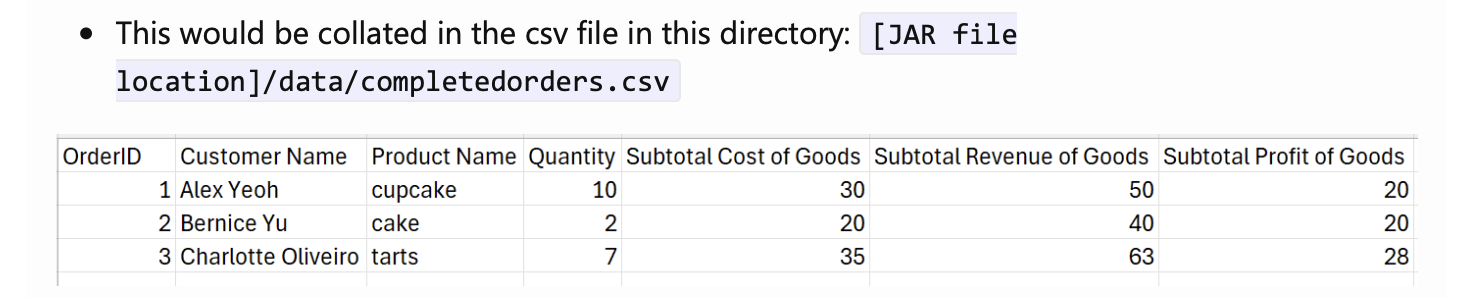 • This would be collated in the csv file in this directory: [JAR file
location]/data/completedorders.csv
OrderID Customer Name Product Name Quantity Subtotal Cost of Goods Subtotal Revenue of Goods Subtotal Profit of Goods
1 Alex Yeoh cupcake 10 30 50 20
2 Bernice Yu cake 2 20 40 20
3 Charlotte Oliveiro tarts 7 35 63 28